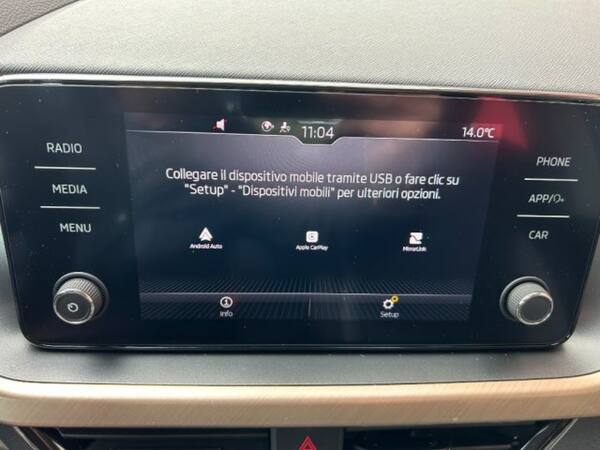 11:04
14.0°C
RADIO
MEDIA
MENU
Collegare il dispositivo mobile tramite USB o fare clic su
"Setup" - "Dispositivi mobili" per ulteriori opzioni.
Android Auto
Apple CarPlay
MirrorLink
Info
Setup
PHONE
APP/
CAR